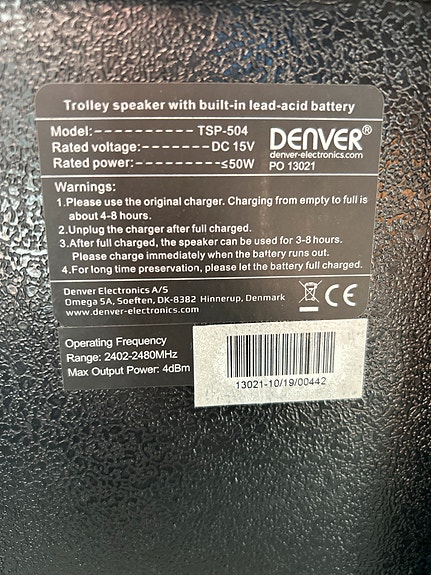 Trolley speaker with built-in lead-acid battery
Model:----------- TSP-504
Rated voltage:--------DC 15V
Rated power:----------≤50W
DENVER®
denver-electronics.com
PO 13021
Warnings:
1.Please use the original charger. Charging from empty to full is
about 4-8 hours.
2.Unplug the charger after full charged.
3.After full charged, the speaker can be used for 3-8 hours.
Please charge immediately when the battery runs out.
4.For long time preservation, please let the battery full charged.
Denver Electronics A/S
Omega 5A, Soeften, DK-8382 Hinnerup, Denmark
www.denver-electronics.com
CE
Operating Frequency
Range: 2402-2480MHz
Max Output Power: 4dBm
13021-10/19/00442